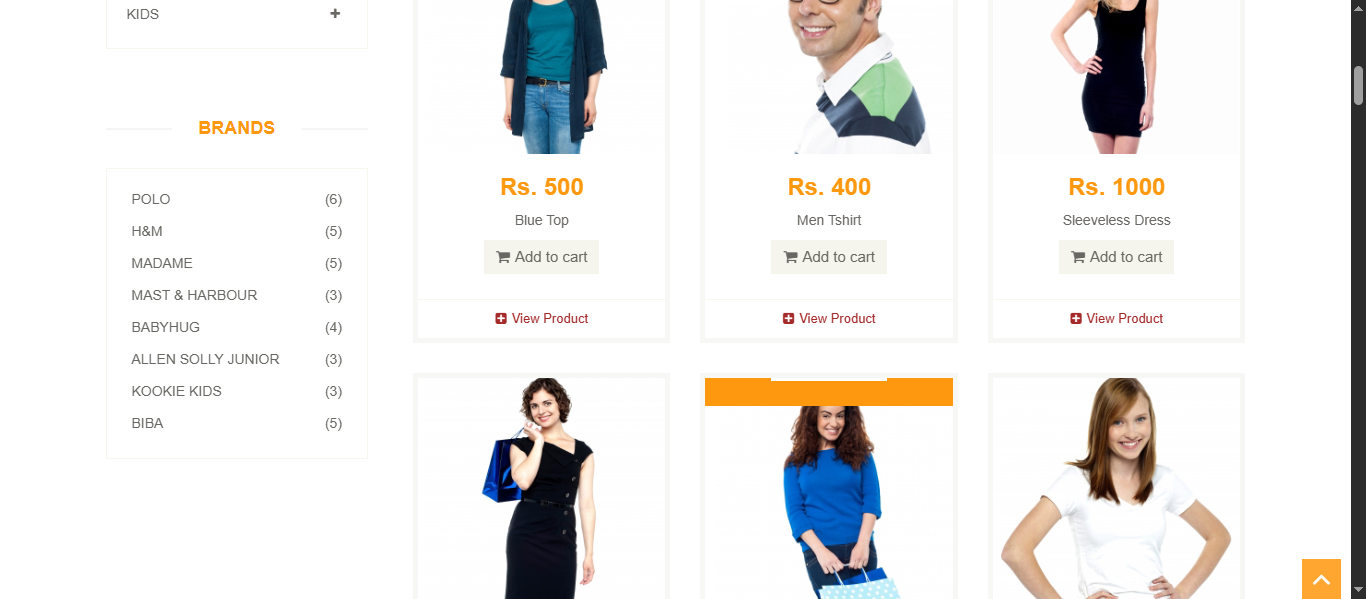 KIDS
BRANDS
POLO (6)
H&M (5)
MADAME (5)
MAST & HARBOUR (3)
BABYHUG (4)
ALLEN SOLLY JUNIOR (3)
KOOKIE KIDS (3)
BIBA (5)
Rs. 500
Blue Top
Add to cart
View Product
Rs. 400
Men Tshirt
Add to cart
View Product
Rs. 1000
Sleeveless Dress
Add to cart
View Product